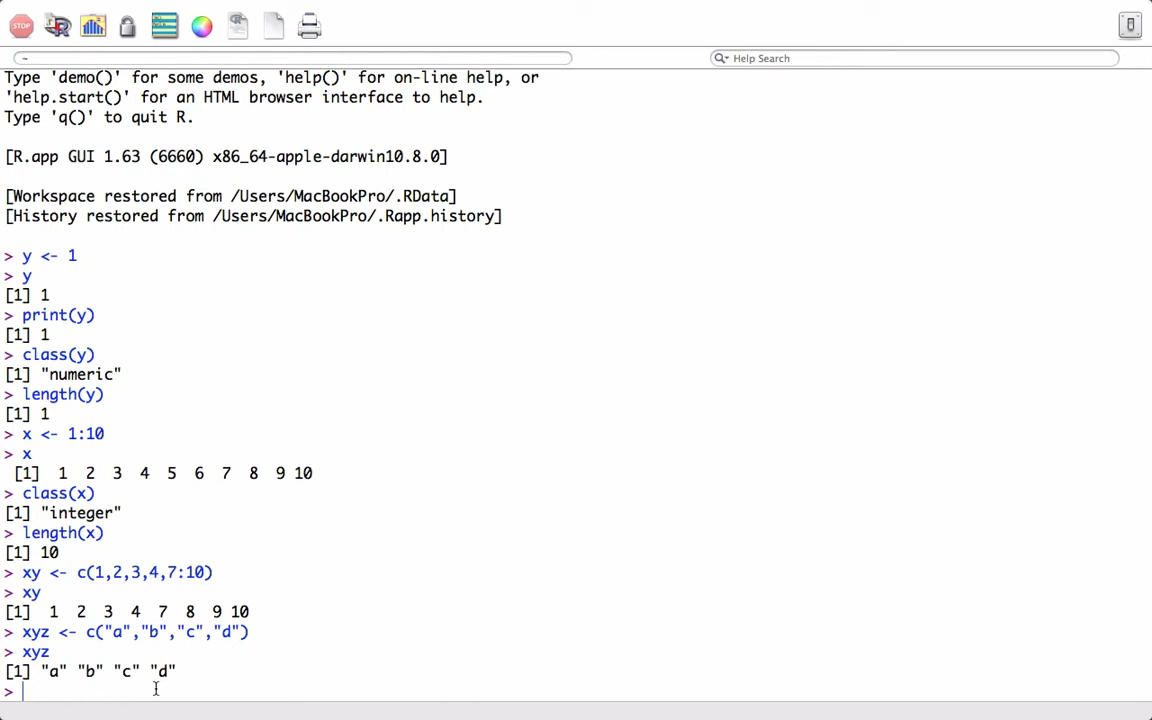 STOP
~
Help Search
Type 'demo()' for some demos, 'help()' for on-line help, or
'help.start()' for an HTML browser interface to help.
Type 'q()' to quit R.
[R.app GUI 1.63 (6660) x86_64-apple-darwin10.8.0]
[Workspace restored from /Users/MacBookPro/.RData]
[History restored from /Users/MacBookPro/.Rapp.history]
> y <- 1
> y
[1] 1
> print(y)
[1] 1
> class(y)
[1] "numeric"
> length(y)
[1] 1
> x <- 1:10
> x
[1] 1 2 3 4 5 6 7 8 9 10
> class(x)
[1] "integer"
> length(x)
[1] 10
> xy <- c(1,2,3,4,7:10)
> xy
[1] 1 2 3 4 7 8 9 10
> xyz <- c("a","b","c","d")
> xyz
[1] "a" "b" "c" "d"
>